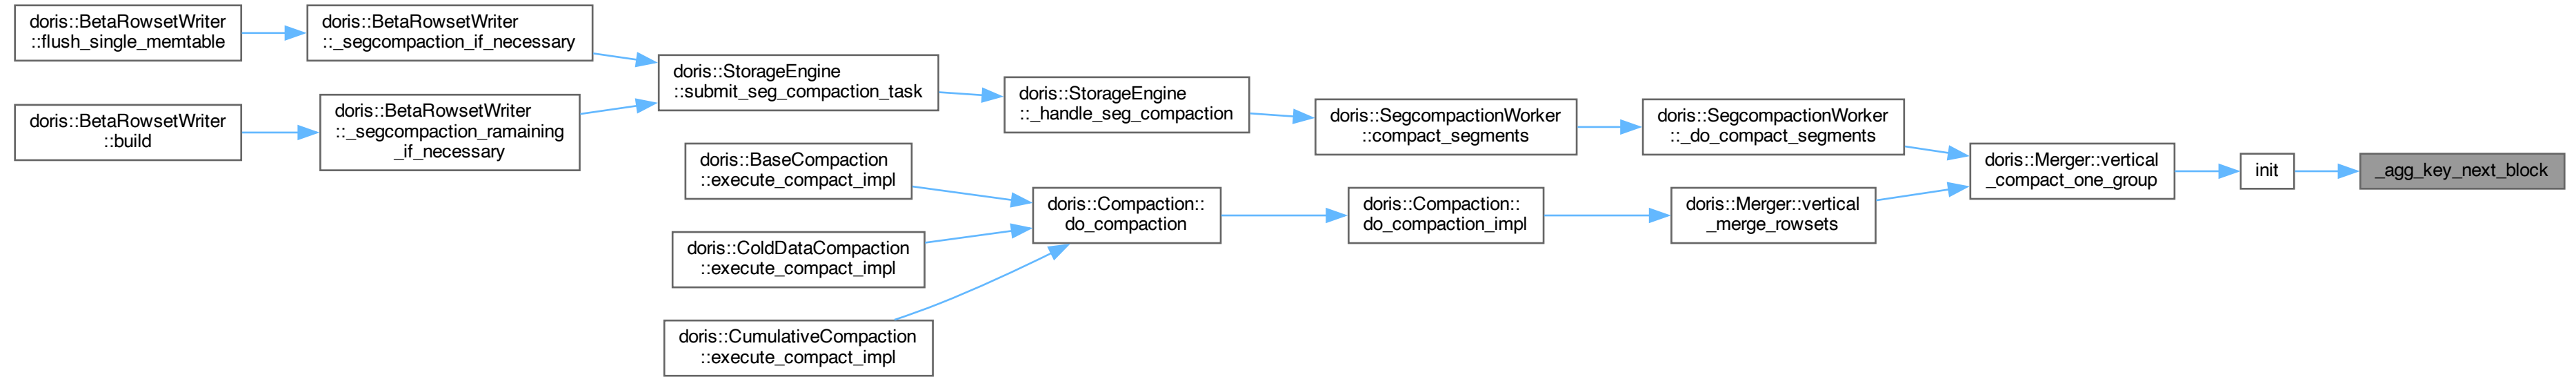 doris::BetaRowsetWriter
::flush_single_memtable
doris::BetaRowsetWriter
::_segcompaction_if_necessary
doris::BetaRowsetWriter
::build
doris::BetaRowsetWriter
::_segcompaction_ramaining
_if_necessary
doris::StorageEngine
::submit_seg_compaction_task
doris::StorageEngine
::_handle_seg_compaction
doris::SegcompactionWorker
::compact_segments
doris::SegcompactionWorker
::_do_compact_segments
doris::BaseCompaction
::execute_compact_impl
doris::ColdDataCompaction
::execute_compact_impl
doris::CumulativeCompaction
::execute_compact_impl
doris::Compaction::
do_compaction
doris::Compaction::
do_compaction_impl
doris::Merger::vertical
_merge_rowsets
doris::Merger::vertical
_compact_one_group
init
_agg_key_next_block